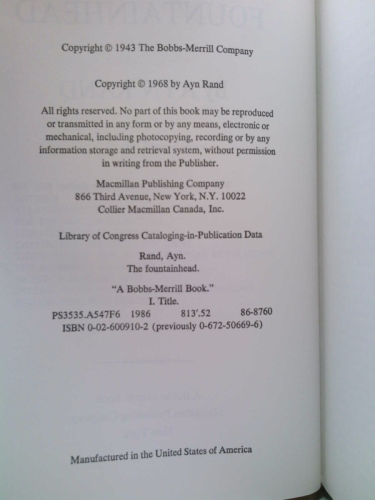 FOUNTAINHEAD
Copyright © 1943 The Bobbs-Merrill Company
Copyright © 1968 by Ayn Rand
All rights reserved. No part of this book may be reproduced
or transmitted in any form or by any means, electronic or
mechanical, including photocopying, recording or by any
information storage and retrieval system, without permission
in writing from the Publisher.
Macmillan Publishing Company
866 Third Avenue, New York, N.Y. 10022
Collier Macmillan Canada, Inc.
Library of Congress Cataloging-in-Publication Data
Rand, Ayn.
The fountainhead.
"A Bobbs-Merrill Book."
I. Title.
PS3535.A547F6 1986 813'.52 86-8760
ISBN 0-02-600910-2 (previously 0-672-50669-6)
Manufactured in the United States of America